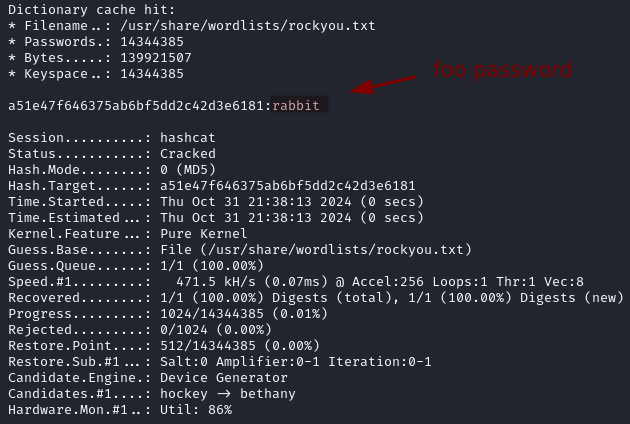 Dictionary cache hit:
* Filename..: /usr/share/wordlists/rockyou.txt
* Passwords.: 14344385
* Bytes.....: 139921507
* Keyspace..: 14344385
foo password
a51e47f646375ab6bf5dd2c42d3e6181:rabbit
Session..........: hashcat
Status...........: Cracked
Hash.Mode........: 0 (MD5)
Hash.Target......: a51e47f646375ab6bf5dd2c42d3e6181
Time.Started.....: Thu Oct 31 21:38:13 2024 (0 secs)
Time.Estimated...: Thu Oct 31 21:38:13 2024 (0 secs)
Kernel.Feature...: Pure Kernel
Guess.Base.......: File (/usr/share/wordlists/rockyou.txt)
Guess.Queue......: 1/1 (100.00%)
Speed.#1.........:   471.5 kH/s (0.07ms) @ Accel:256 Loops:1 Thr:1 Vec:8
Recovered........: 1/1 (100.00%) Digests (total), 1/1 (100.00%) Digests (new)
Progress.........: 1024/14344385 (0.01%)
Rejected.........: 0/1024 (0.00%)
Restore.Point....: 512/14344385 (0.00%)
Restore.Sub.#1...: Salt:0 Amplifier:0-1 Iteration:0-1
Candidate.Engine.: Device Generator
Candidates.#1....: hockey -> bethany
Hardware.Mon.#1..: Util: 86%